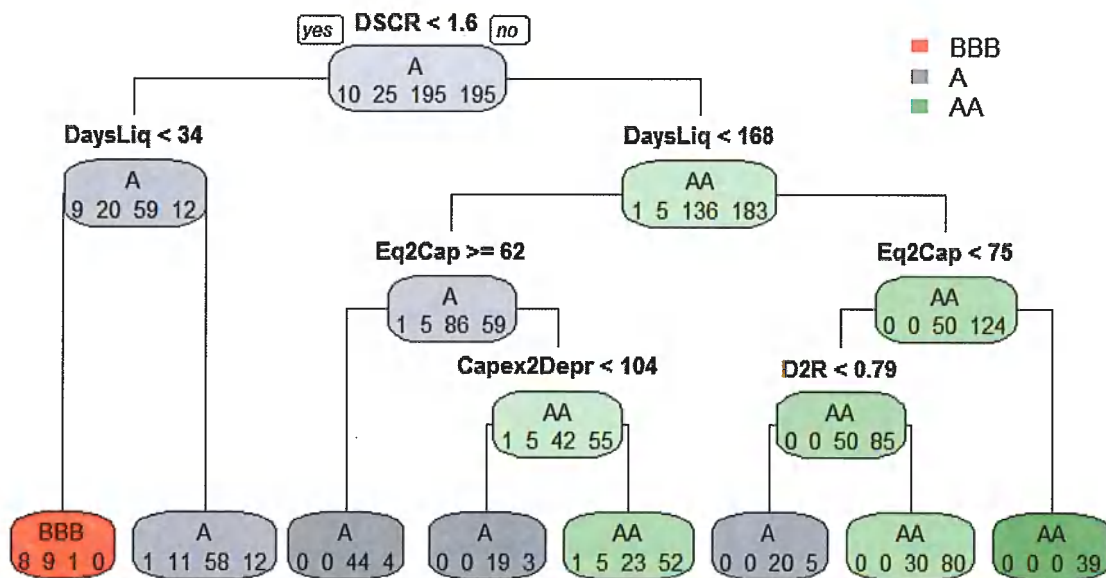 yes DSCR < 1.6 no
A
10 25 195 195
BBB
A
AA
DaysLiq < 34
A
9 20 59 12
DaysLiq < 168
AA
1 5 136 183
Eq2Cap >= 62
A
1 5 86 59
Eq2Cap < 75
AA
0 0 50 124
Capex2Depr < 104
AA
1 5 42 55
D2R < 0.79
AA
0 0 50 85
BBB
8 9 1 0
A
1 11 58 12
A
0 0 44 4
A
0 0 19 3
AA
1 5 23 52
A
0 0 20 5
AA
0 0 30 80
AA
0 0 0 39